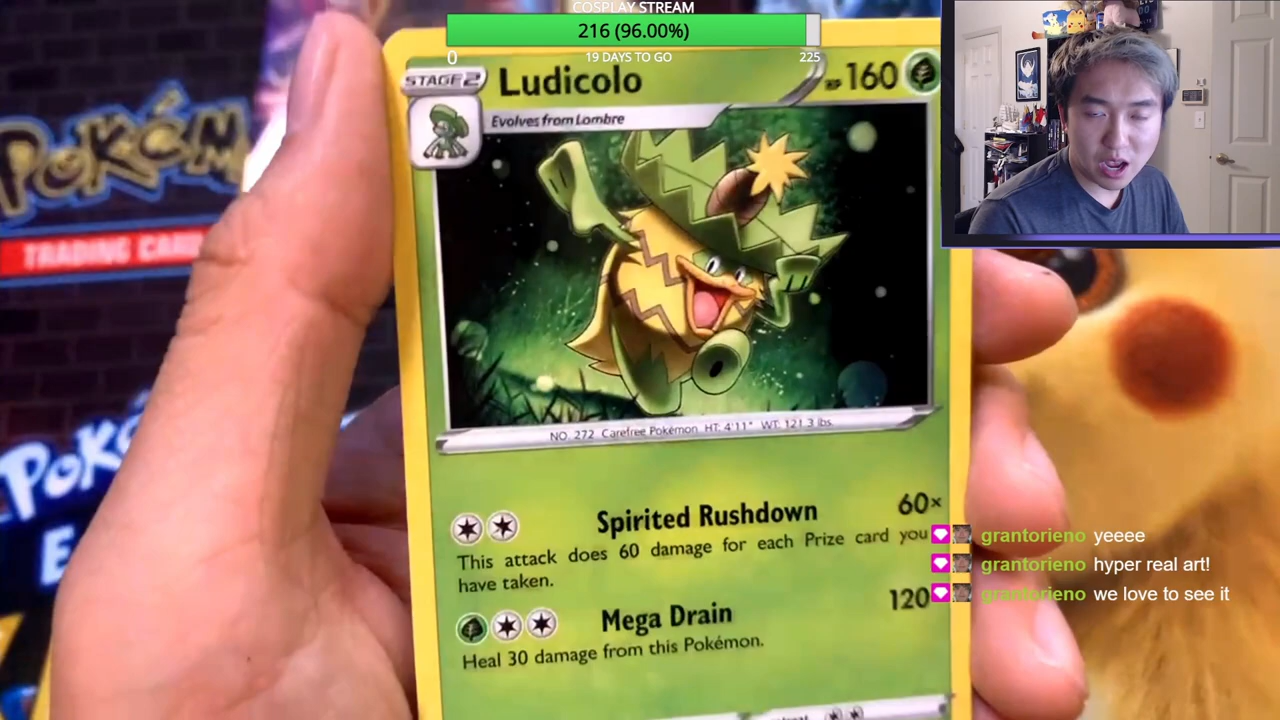 COSPLAY STREAM
216 (96.00%)
0 19 DAYS TO GO 225
STAGE 2 Ludicolo HP 160
Evolves from Lombre
NO. 272 Carefree Pokémon HT: 4'11" WT: 121.3 lbs.
Spirited Rushdown 60×
This attack does 60 damage for each Prize card you
have taken.
Mega Drain 120
Heal 30 damage from this Pokémon.
POKÉM
TRADING CAR
POK
E
grantorieno yeeee
grantorieno hyper real art!
grantorieno we love to see it